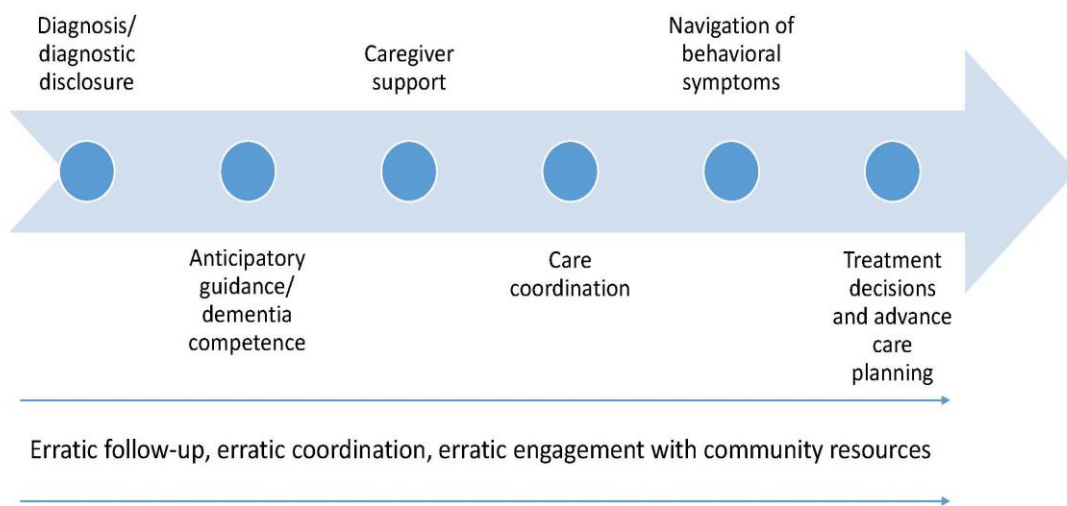 Diagnosis/
diagnostic
disclosure
Caregiver
support
Navigation of
behavioral
symptoms
Anticipatory
guidance/
dementia
competence
Care
coordination
Treatment
decisions
and advance
care
planning
Erratic follow-up, erratic coordination, erratic engagement with community resources